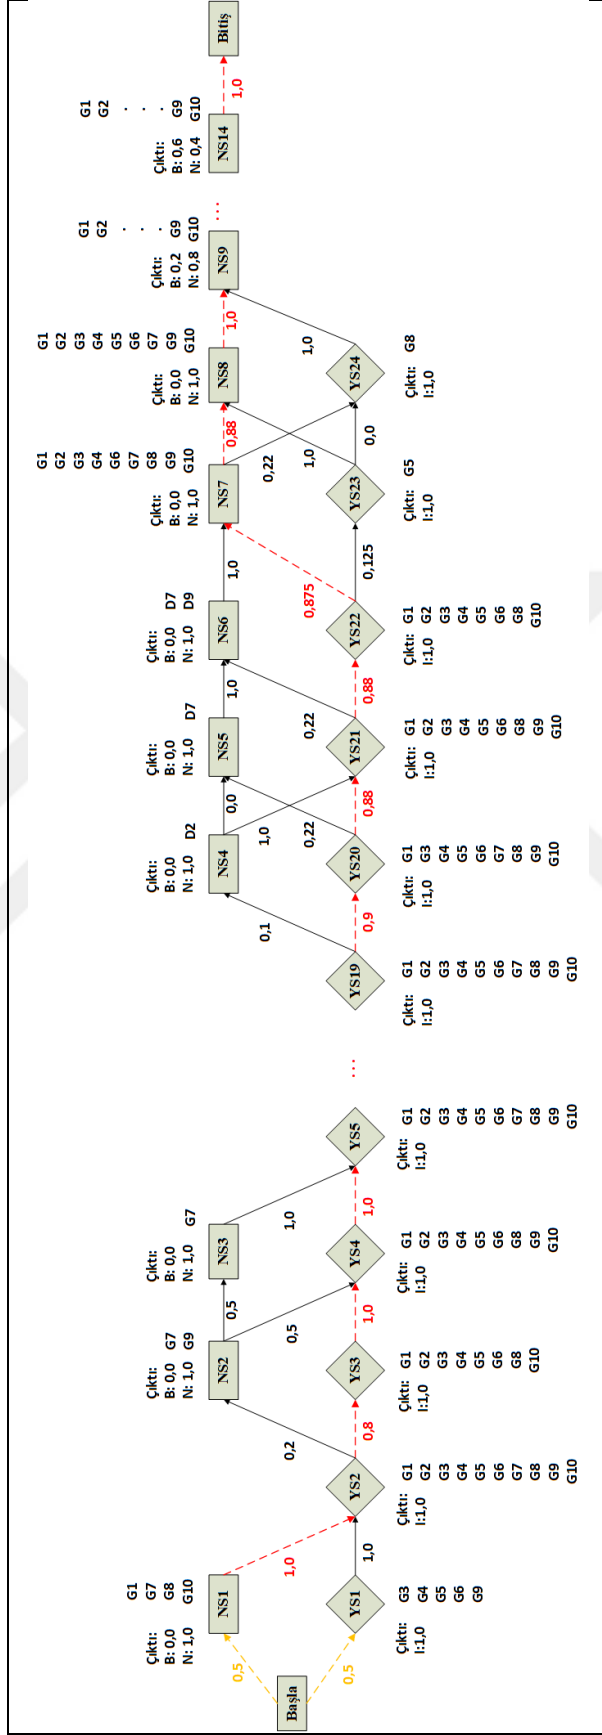 Başla
0,5
0,5
Çıktı:
B: 0,0
N: 1,0
G1
G7
G8
G10
NS1
1,0
YS1
Çıktı:
I:1,0
G3
G4
G5
G6
G9
1,0
YS2
Çıktı:
I:1,0
G1
G2
G3
G4
G5
G6
G7
G8
G9
G10
0,2
0,8
Çıktı:
B: 0,0
N: 1,0
G7
G9
NS2
0,5
0,5
YS3
Çıktı:
I:1,0
G1
G2
G3
G4
G5
G6
G8
G10
1,0
Çıktı:
B: 0,0
N: 1,0
G7
NS3
1,0
YS4
Çıktı:
I:1,0
G1
G2
G3
G4
G5
G6
G8
G9
G10
1,0
YS5
Çıktı:
I:1,0
G1
G2
G3
G4
G5
G6
G7
G8
G9
G10
...
YS19
Çıktı:
I:1,0
G1
G2
G3
G4
G5
G6
G7
G8
G9
G10
0,1
0,9
Çıktı:
B: 0,0
N: 1,0
D2
NS4
0,0
1,0
YS20
Çıktı:
I:1,0
G1
G3
G4
G5
G6
G7
G8
G9
G10
0,22
0,88
Çıktı:
B: 0,0
N: 1,0
D7
NS5
1,0
YS21
Çıktı:
I:1,0
G1
G2
G3
G4
G5
G6
G8
G9
G10
0,22
0,88
Çıktı:
B: 0,0
N: 1,0
D7
D9
NS6
1,0
YS22
Çıktı:
I:1,0
G1
G2
G3
G4
G5
G6
G8
G10
0,875
0,125
Çıktı:
B: 0,0
N: 1,0
G1
G2
G3
G4
G6
G7
G8
G9
G10
NS7
0,88
0,22
YS23
Çıktı:
I:1,0
G5
1,0
0,0
Çıktı:
B: 0,0
N: 1,0
G1
G2
G3
G4
G5
G6
G7
G9
G10
NS8
1,0
YS24
Çıktı:
I:1,0
G8
1,0
Çıktı:
B: 0,2
N: 0,8
G1
G2
.
.
.
G9
G10
NS9
...
Çıktı:
B: 0,6
N: 0,4
G1
G2
.
.
.
G9
G10
NS14
1,0
Bitiş